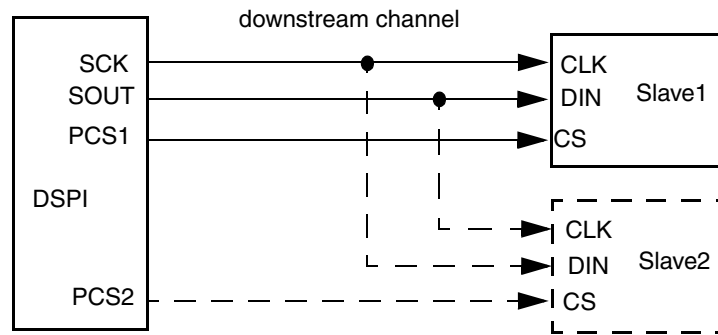 downstream channel
SCK
SOUT
PCS1
DSPI
PCS2
CLK
DIN
CS
Slave1
CLK
DIN
CS
Slave2